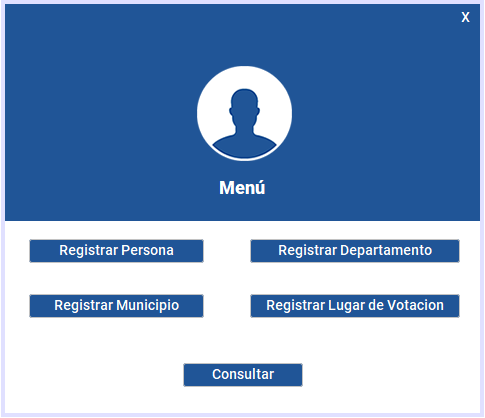 X
Menú
Registrar Persona
Registrar Departamento
Registrar Municipio
Registrar Lugar de Votacion
Consultar